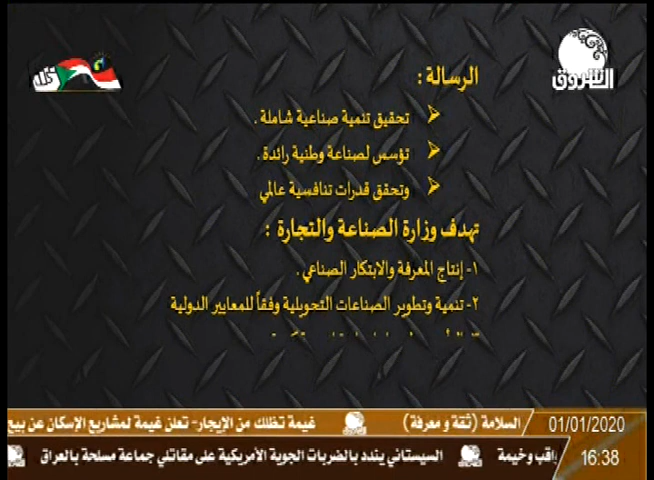 الشروق
الرسالة :
تحقيق تنمية صناعية شاملة .
تؤسس لصناعة وطنية رائدة .
وتحقق قدرات تنافسية عالمي
تهدف وزارة الصناعة والتجارة :
١- إنتاج المعرفة والابتكار الصناعي .
٢- تنمية وتطوير الصناعات التحويلية وفقاً للمعايير الدولية
01/01/2020
السلامة (ثقة و معرفة)
غيمة تظلك من الإيجار- تعلن غيمة لمشاريع الإسكان عن بيع
16:38
واقب وخيمة
السيستاني يندد بالضربات الجوية الأمريكية على مقاتلي جماعة مسلحة بالعراق